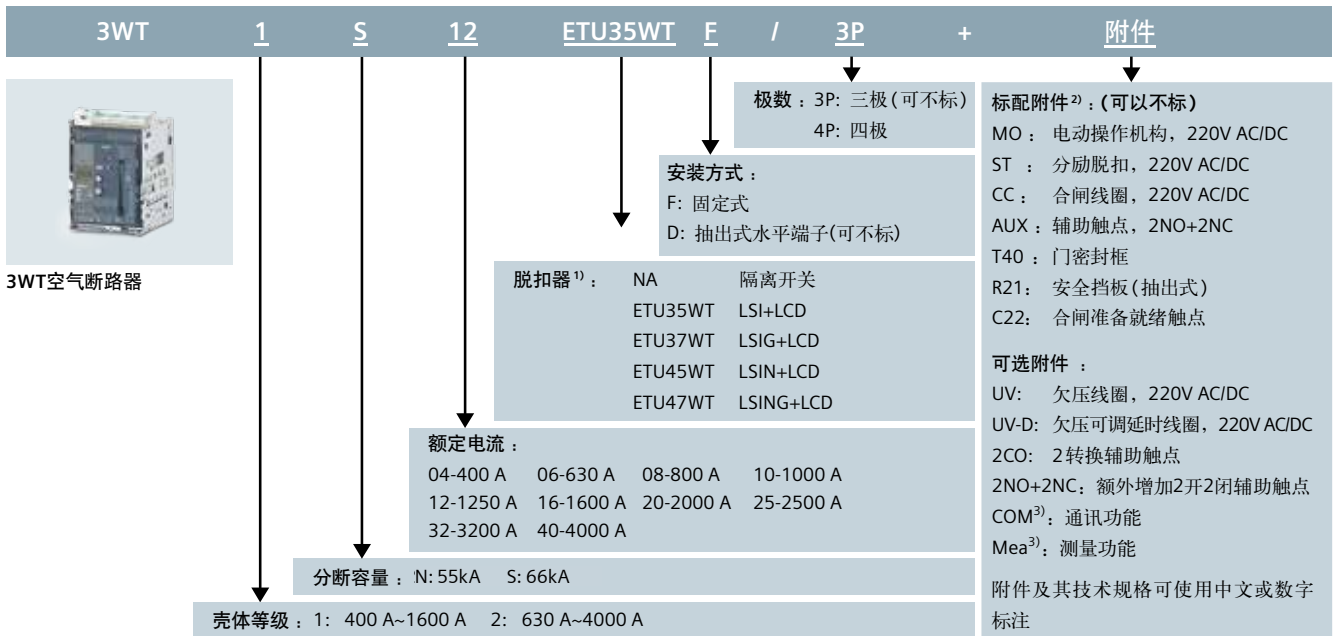 3WT 1 S 12 ETU35WT F / 3P + 附件
3WT空气断路器
极数：3P: 三极(可不标)
4P: 四极
安装方式：
F: 固定式
D: 抽出式水平端子(可不标)
脱扣器1)： NA 隔离开关
ETU35WT LSI+LCD
ETU37WT LSIG+LCD
ETU45WT LSIN+LCD
ETU47WT LSING+LCD
额定电流：
04-400 A 06-630 A 08-800 A 10-1000 A
12-1250 A 16-1600 A 20-2000 A 25-2500 A
32-3200 A 40-4000 A
分断容量：N: 55kA S: 66kA
壳体等级：1: 400 A~1600 A 2: 630 A~4000 A
标配附件2)：(可以不标)
MO： 电动操作机构，220V AC/DC
ST ： 分励脱扣，220V AC/DC
CC： 合闸线圈，220V AC/DC
AUX：辅助触点，2NO+2NC
T40 ：门密封框
R21： 安全挡板(抽出式)
C22： 合闸准备就绪触点
可选附件 ：
UV: 欠压线圈，220V AC/DC
UV-D: 欠压可调延时线圈，220V AC/DC
2CO: 2转换辅助触点
2NO+2NC：额外增加2开2闭辅助触点
COM3)：通讯功能
Mea3)：测量功能
附件及其技术规格可使用中文或数字
标注